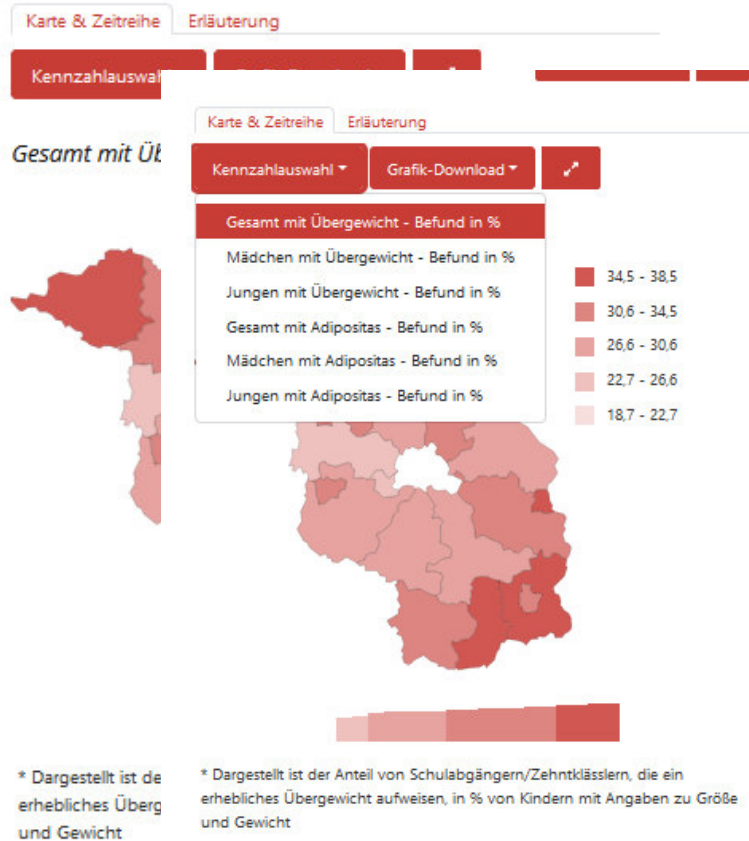 Karte & Zeitreihe Erläuterung
Kennzahlauswahl
Gesamt mit
Karte & Zeitreihe Erläuterung
Kennzahlauswahl Grafik-Download
Gesamt mit Übergewicht - Befund in %
Mädchen mit Übergewicht - Befund in %
Jungen mit Übergewicht - Befund in %
Gesamt mit Adipositas - Befund in %
Mädchen mit Adipositas - Befund in %
Jungen mit Adipositas - Befund in %
34,5 - 38,5
30,6 - 34,5
26,6 - 30,6
22,7 - 26,6
18,7 - 22,7
* Dargestellt ist de
erhebliches Überg
und Gewicht
* Dargestellt ist der Anteil von Schulabgängern/Zehntklässlern, die ein
erhebliches Übergewicht aufweisen, in % von Kindern mit Angaben zu Größe
und Gewicht